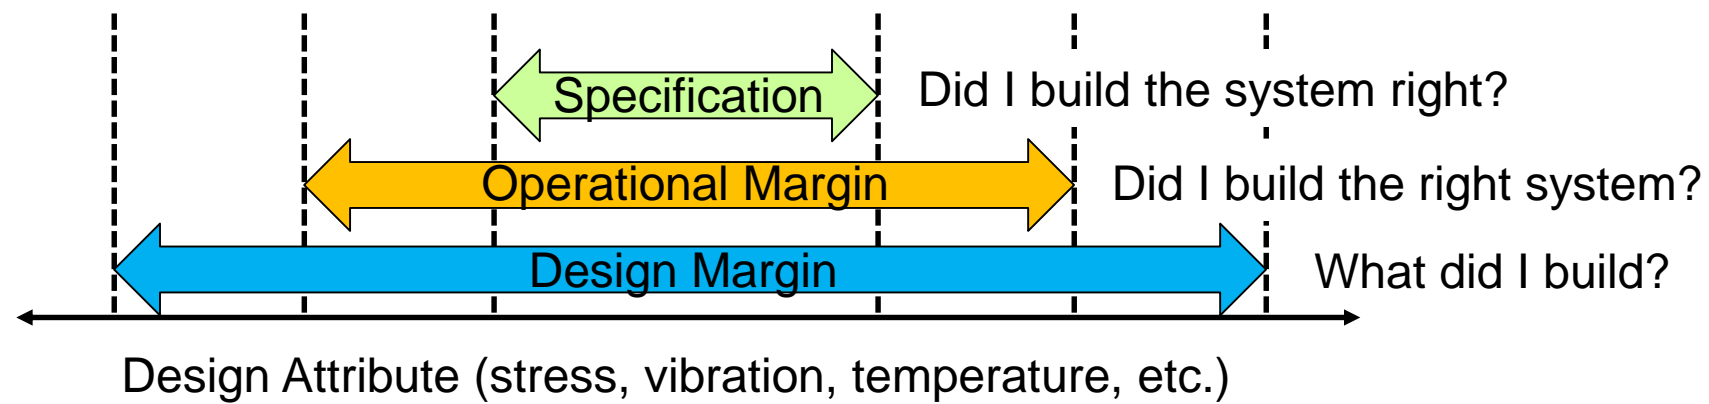 Specification
Did I build the system right?
Operational Margin
Did I build the right system?
Design Margin
What did I build?
Design Attribute (stress, vibration, temperature, etc.)